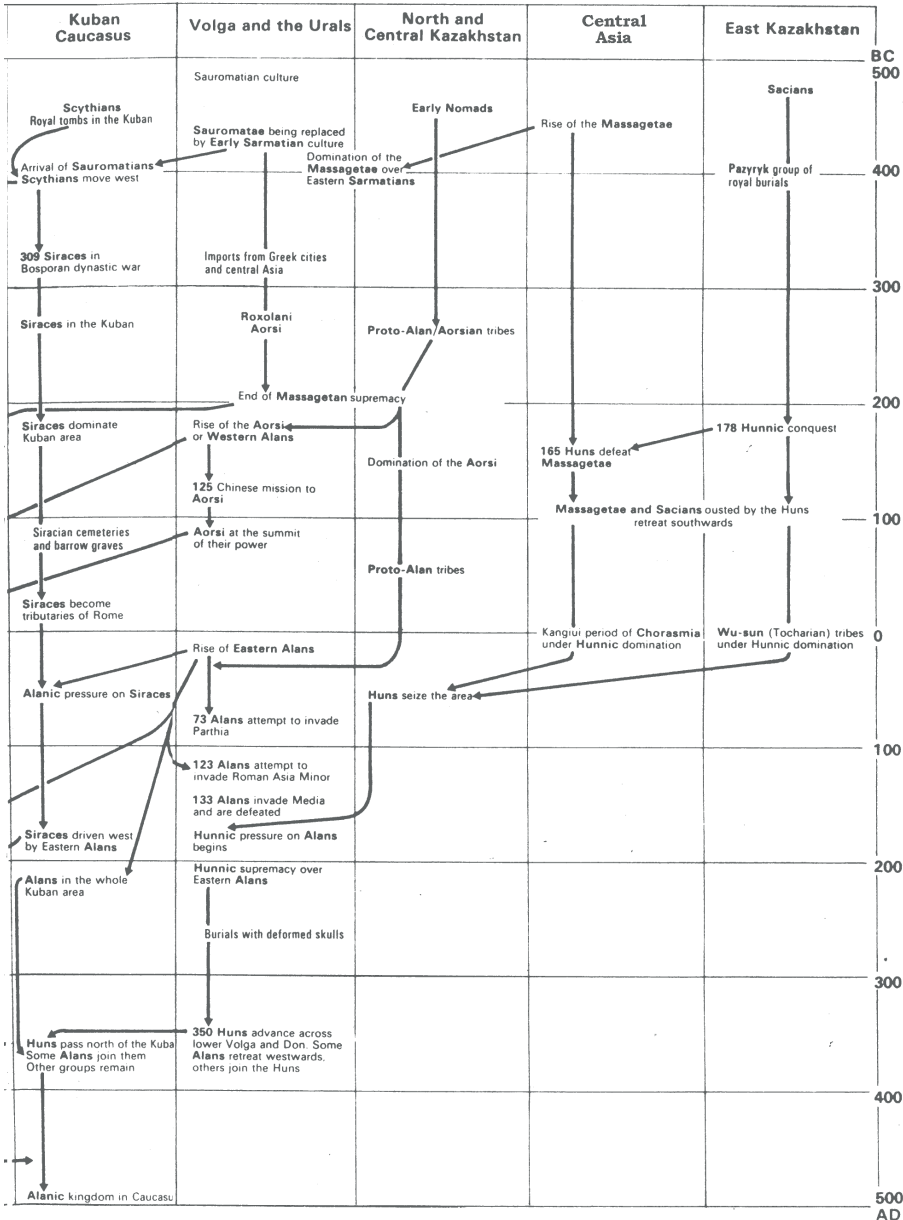 Kuban
Caucasus
Volga and the Urals
North and
Central Kazakhstan
Central
Asia
East Kazakhstan
BC
500
Sauromatian culture
Scythians
Royal tombs in the Kuban
Sauromatae being replaced
by Early Sarmatian culture
Early Nomads
Rise of the Massagetae
Sacians
Arrival of Sauromatians
Scythians move west
Domination of the
Massagetae over
Eastern Sarmatians
Pazyryk group of
royal burials
400
309 Siraces in
Bosporan dynastic war
Imports from Greek cities
and central Asia
300
Siraces in the Kuban
Roxolani
Aorsi
Proto-Alan/Aorsian tribes
End of Massagetan supremacy
200
Siraces dominate
Kuban area
Rise of the Aorsi
or Western Alans
178 Hunnic conquest
165 Huns defeat
Massagetae
Domination of the Aorsi
125 Chinese mission to
Aorsi
Massagetae and Sacians ousted by the Huns
retreat southwards
100
Siracian cemeteries
and barrow graves
Aorsi at the summit
of their power
Proto-Alan tribes
Siraces become
tributaries of Rome
Rise of Eastern Alans
Kangiui period of Chorasmia
under Hunnic domination
Wu-sun (Tocharian) tribes
under Hunnic domination
0
Alanic pressure on Siraces
Huns seize the area
73 Alans attempt to invade
Parthia
100
123 Alans attempt to
invade Roman Asia Minor
133 Alans invade Media
and are defeated
Siraces driven west
by Eastern Alans
Hunnic pressure on Alans
begins
200
Alans in the whole
Kuban area
Hunnic supremacy over
Eastern Alans
Burials with deformed skulls
300
Huns pass north of the Kuba
Some Alans join them
Other groups remain
350 Huns advance across
lower Volga and Don. Some
Alans retreat westwards,
others join the Huns
400
Alanic kingdom in Caucasu
500
AD